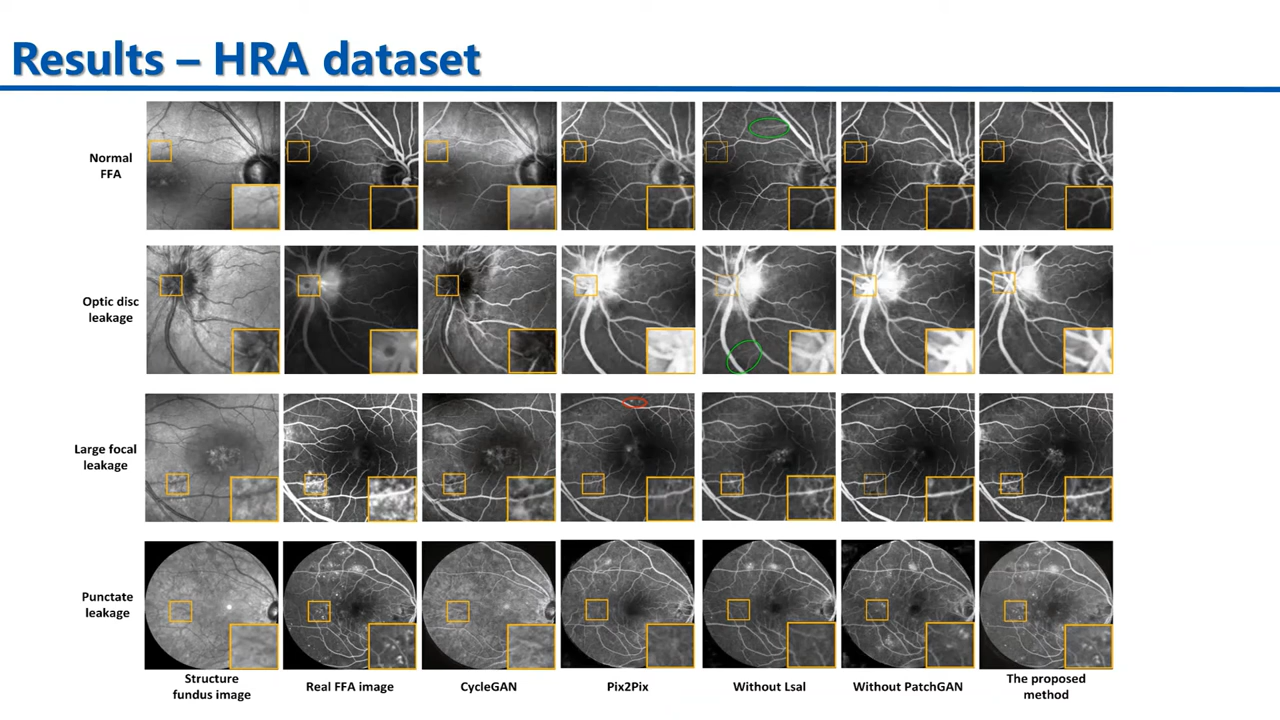 Results – HRA dataset
Normal
FFA
Optic disc
leakage
Large focal
leakage
Punctate
leakage
Structure
fundus image
Real FFA image
CycleGAN
Pix2Pix
Without Lsal
Without PatchGAN
The proposed
method